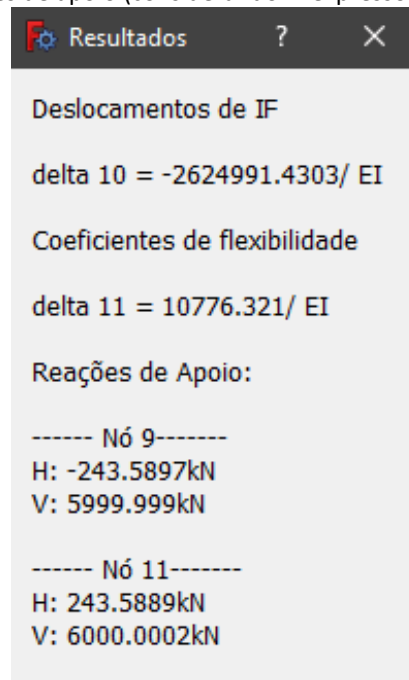 Resultados ? ×
Deslocamentos de IF
delta 10 = -2624991.4303/ EI
Coeficientes de flexibilidade
delta 11 = 10776.321/ EI
Reações de Apoio:
------ Nó 9-------
H: -243.5897kN
V: 5999.999kN
------ Nó 11-------
H: 243.5889kN
V: 6000.0002kN